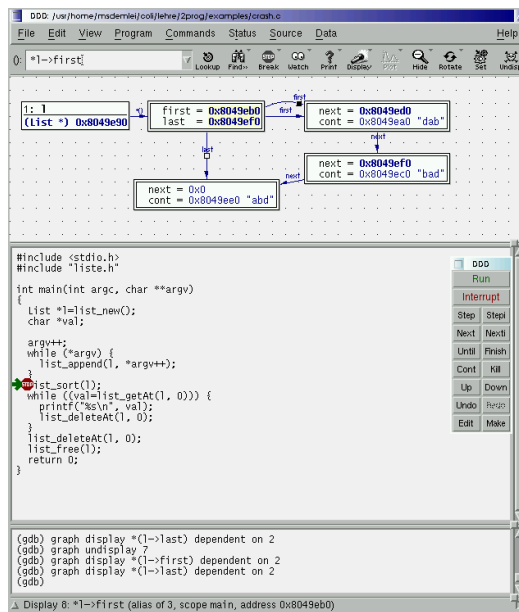 DDD: /usr/home/msdemlei/coli/lehre/2prog/examples/crash.c
File Edit View Program Commands Status Source Data Help
(): *l->first
Lookup Find» Break Watch Print Display Plot Hide Rotate Set Undis
1: l
(List *) 0x8049e90
*()
first = 0x8049eb0
last = 0x8049ef0
first
first
next = 0x8049ed0
cont = 0x8049ea0 "dab"
next
last
next = 0x8049ef0
cont = 0x8049ec0 "bad"
next
next = 0x0
cont = 0x8049ee0 "abd"
#include <stdio.h>
#include "liste.h"
int main(int argc, char **argv)
{
List *l=list_new();
char *val;
argv++;
while (*argv) {
list_append(l, *argv++);
}
STOP ist_sort(l);
while ((val=list_getAt(l, 0))) {
printf("%s\n", val);
list_deleteAt(l, 0);
}
list_deleteAt(l, 0);
list_free(l);
return 0;
}
DDD
Run
Interrupt
Step Stepi
Next Nexti
Until Finish
Cont Kill
Up Down
Undo Redo
Edit Make
(gdb) graph display *(l->last) dependent on 2
(gdb) graph undisplay 7
(gdb) graph display *(l->first) dependent on 2
(gdb) graph display *(l->last) dependent on 2
(gdb)
Display 8: *l->first (alias of 3, scope main, address 0x8049eb0)